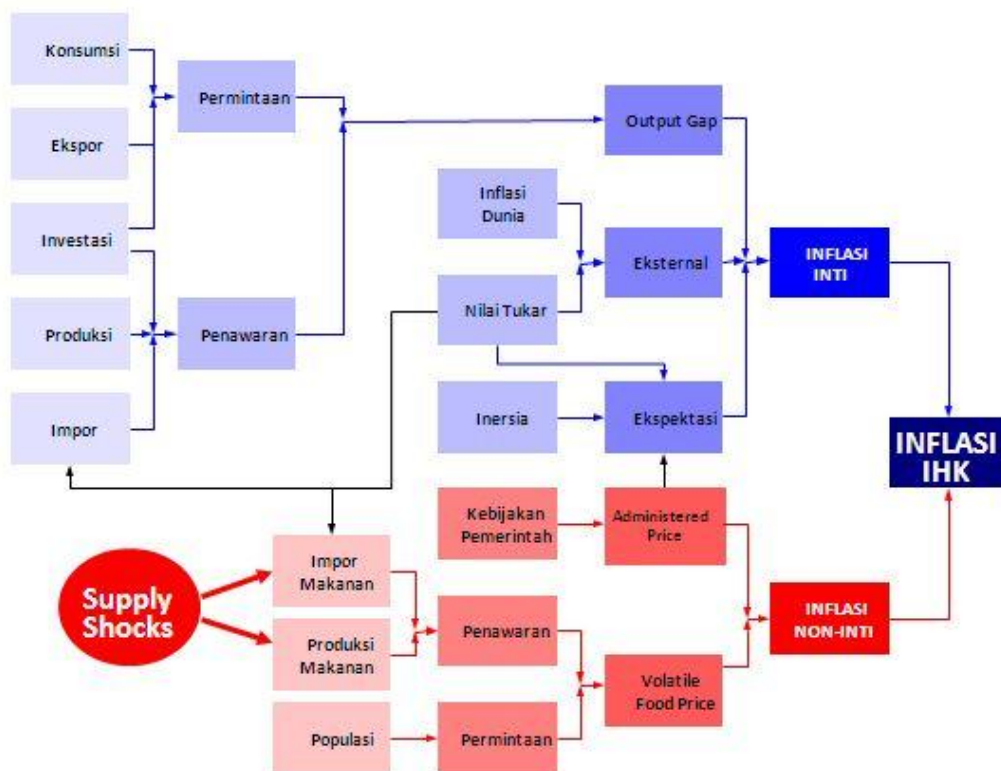 Konsumsi
Permintaan
Ekspor
Output Gap
Inflasi
Dunia
Investasi
Eksternal
INFLASI
INTI
Produksi
Penawaran
Nilai Tukar
Impor
Inersia
Ekspektasi
INFLASI
IHK
Kebijakan
Pemerintah
Administered
Price
Supply
Shocks
Impor
Makanan
INFLASI
NON-INTI
Produksi
Makanan
Penawaran
Volatile
Food Price
Populasi
Permintaan